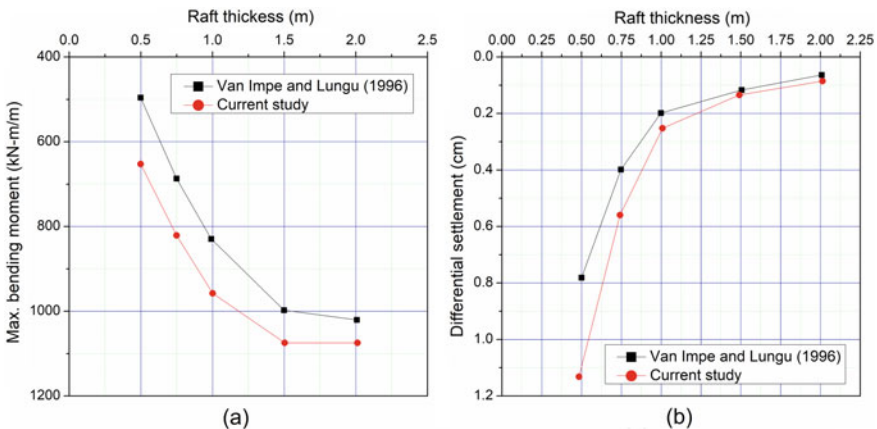 Raft thickess (m)
0.0 0.5 1.0 1.5 2.0 2.5
400
600
800
1000
1200
Max. bending moment (kN-m/m)
Van Impe and Lungu (1996)
Current study
(a)
Raft thickness (m)
0.00 0.25 0.50 0.75 1.00 1.25 1.50 1.75 2.00 2.25
0.0
0.2
0.4
0.6
0.8
1.0
1.2
Differential settlement (cm)
Van Impe and Lungu (1996)
Current study
(b)